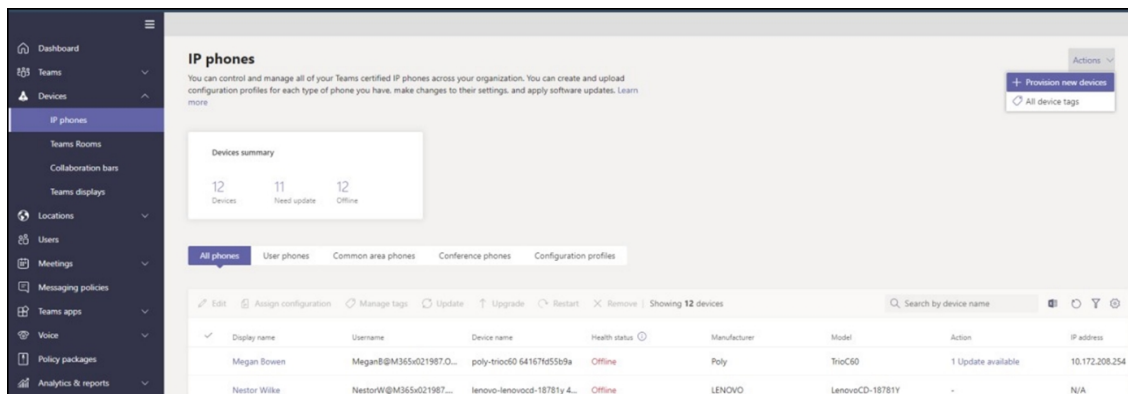 Dashboard
Teams
Devices
IP phones
Teams Rooms
Collaboration bars
Teams displays
Locations
Users
Meetings
Messaging policies
Teams apps
Voice
Policy packages
Analytics & reports
IP phones
You can control and manage all of your Teams certified IP phones across your organization. You can create and upload
configuration profiles for each type of phone you have, make changes to their settings, and apply software updates. Learn
more
Actions
Provision new devices
All device tags
Devices summary
12 11 12
Devices Need update Offline
All phones User phones Common area phones Conference phones Configuration profiles
Edit Assign configuration Manage tags Update Upgrade Restart Remove | Showing 12 devices Search by device name
Display name Username Device name Health status Manufacturer Model Action IP address
Megan Bowen MeganB@M365x021987.O... poly-trioc60 64167fd55b9a Offline Poly TrioC60 1 Update available 10.172.208.254
Nestor Wilke NestorW@M365x021987.... lenovo-lenovocd-18781y 4... Offline LENOVO LenovoCD-18781Y - N/A